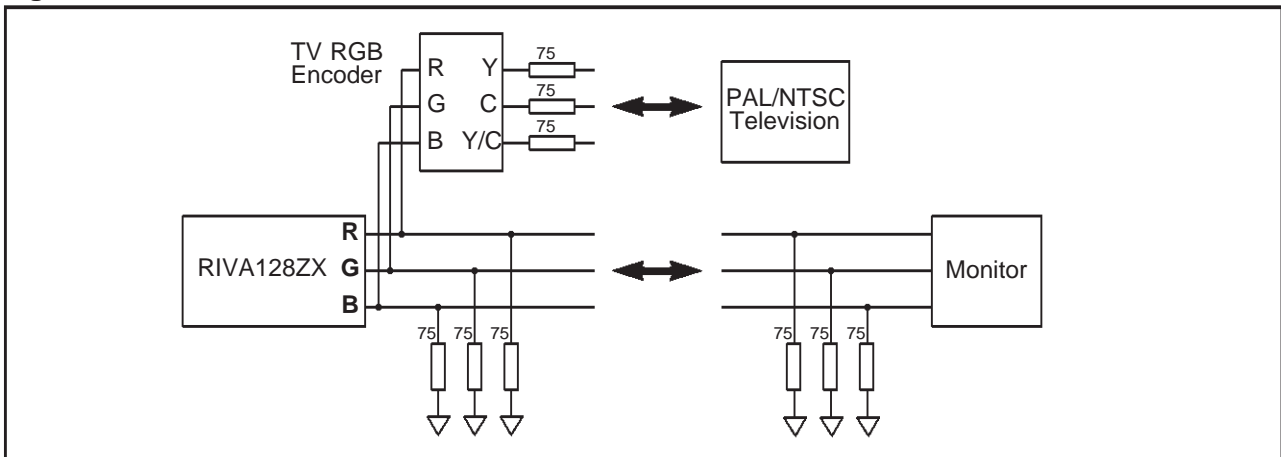 TV RGB
Encoder
R
G
B
Y
C
Y/C
75
75
75
PAL/NTSC
Television
RIVA128ZX
R
G
B
75
75
75
75
75
75
Monitor